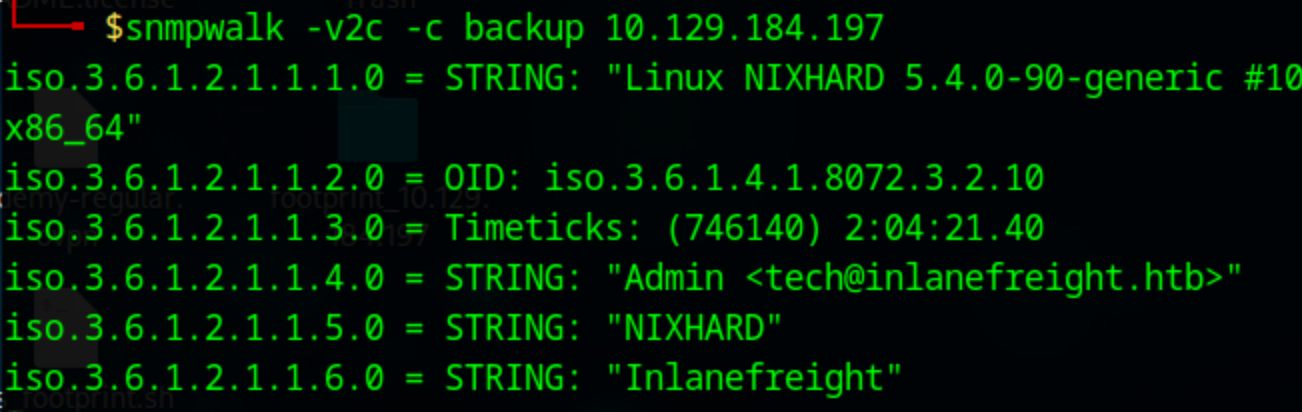 $snmpwalk -v2c -c backup 10.129.184.197
iso.3.6.1.2.1.1.1.0 = STRING: "Linux NIXHARD 5.4.0-90-generic #10
x86_64"
iso.3.6.1.2.1.1.2.0 = OID: iso.3.6.1.4.1.8072.3.2.10
iso.3.6.1.2.1.1.3.0 = Timeticks: (746140) 2:04:21.40
iso.3.6.1.2.1.1.4.0 = STRING: "Admin <tech@inlanefreight.htb>"
iso.3.6.1.2.1.1.5.0 = STRING: "NIXHARD"
iso.3.6.1.2.1.1.6.0 = STRING: "Inlanefreight"